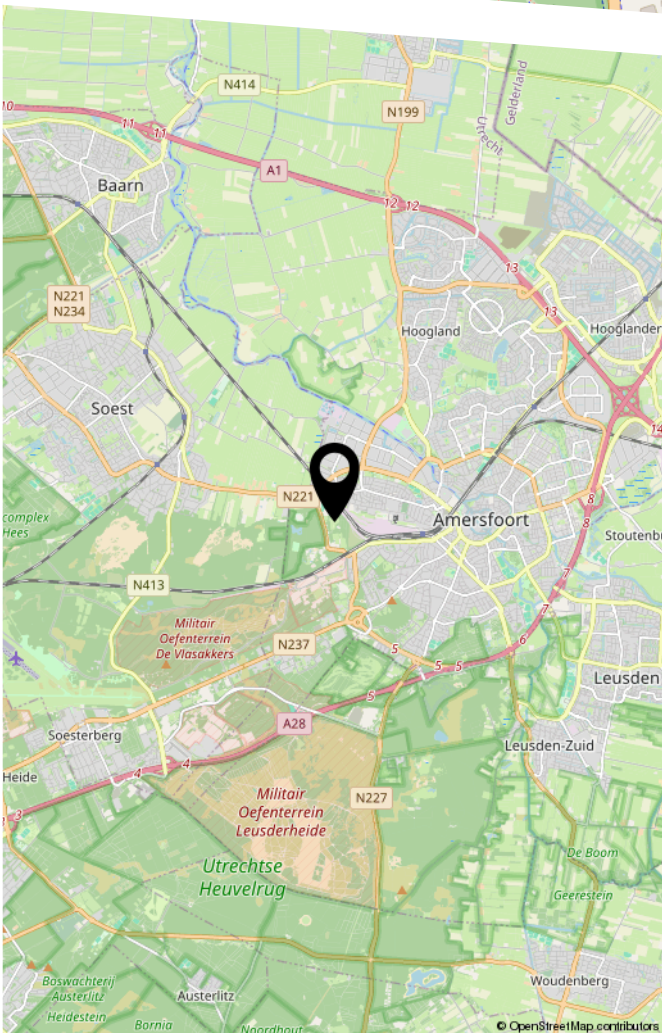 N414
Gelderland
N199
Utrecht
10
11
11
A1
Baarn
12
12
13
N221
N234
13
Hoogland
Hooglander
Soest
14
N221
8
Amersfoort
8
complex
Hees
Stoutenbu
N413
7
7
Militair
Oefenterrein
De Vlasakkers
N237
6
5
5
5
Leusden
5
A28
Soesterberg
Leusden-Zuid
4
4
Heide
3
Militair
Oefenterrein
Leusderheide
N227
Utrechtse
Heuvelrug
De Boom
Geerestein
Boswachterij
Austerlitz
Heidestein
Austerlitz
Woudenberg
Bornia
Noordhout
© OpenStreetMap contributors